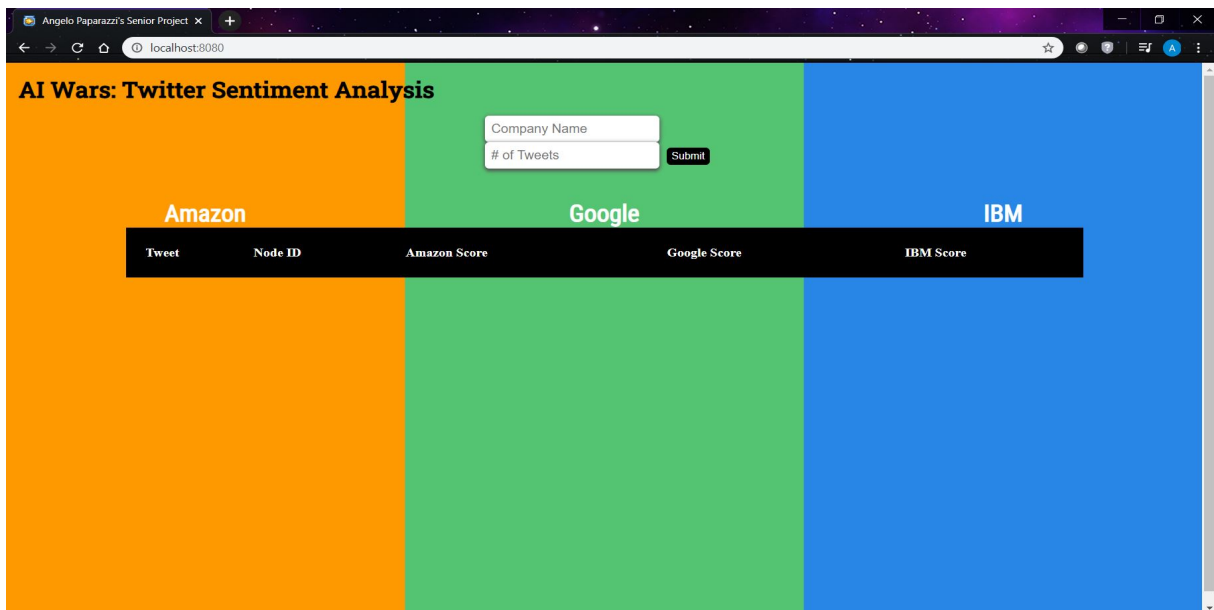 Angelo Paparazzi's Senior Project
localhost:8080
A
AI Wars: Twitter Sentiment Analysis
Company Name
# of Tweets
Submit
Amazon Google IBM
Tweet Node ID Amazon Score Google Score IBM Score